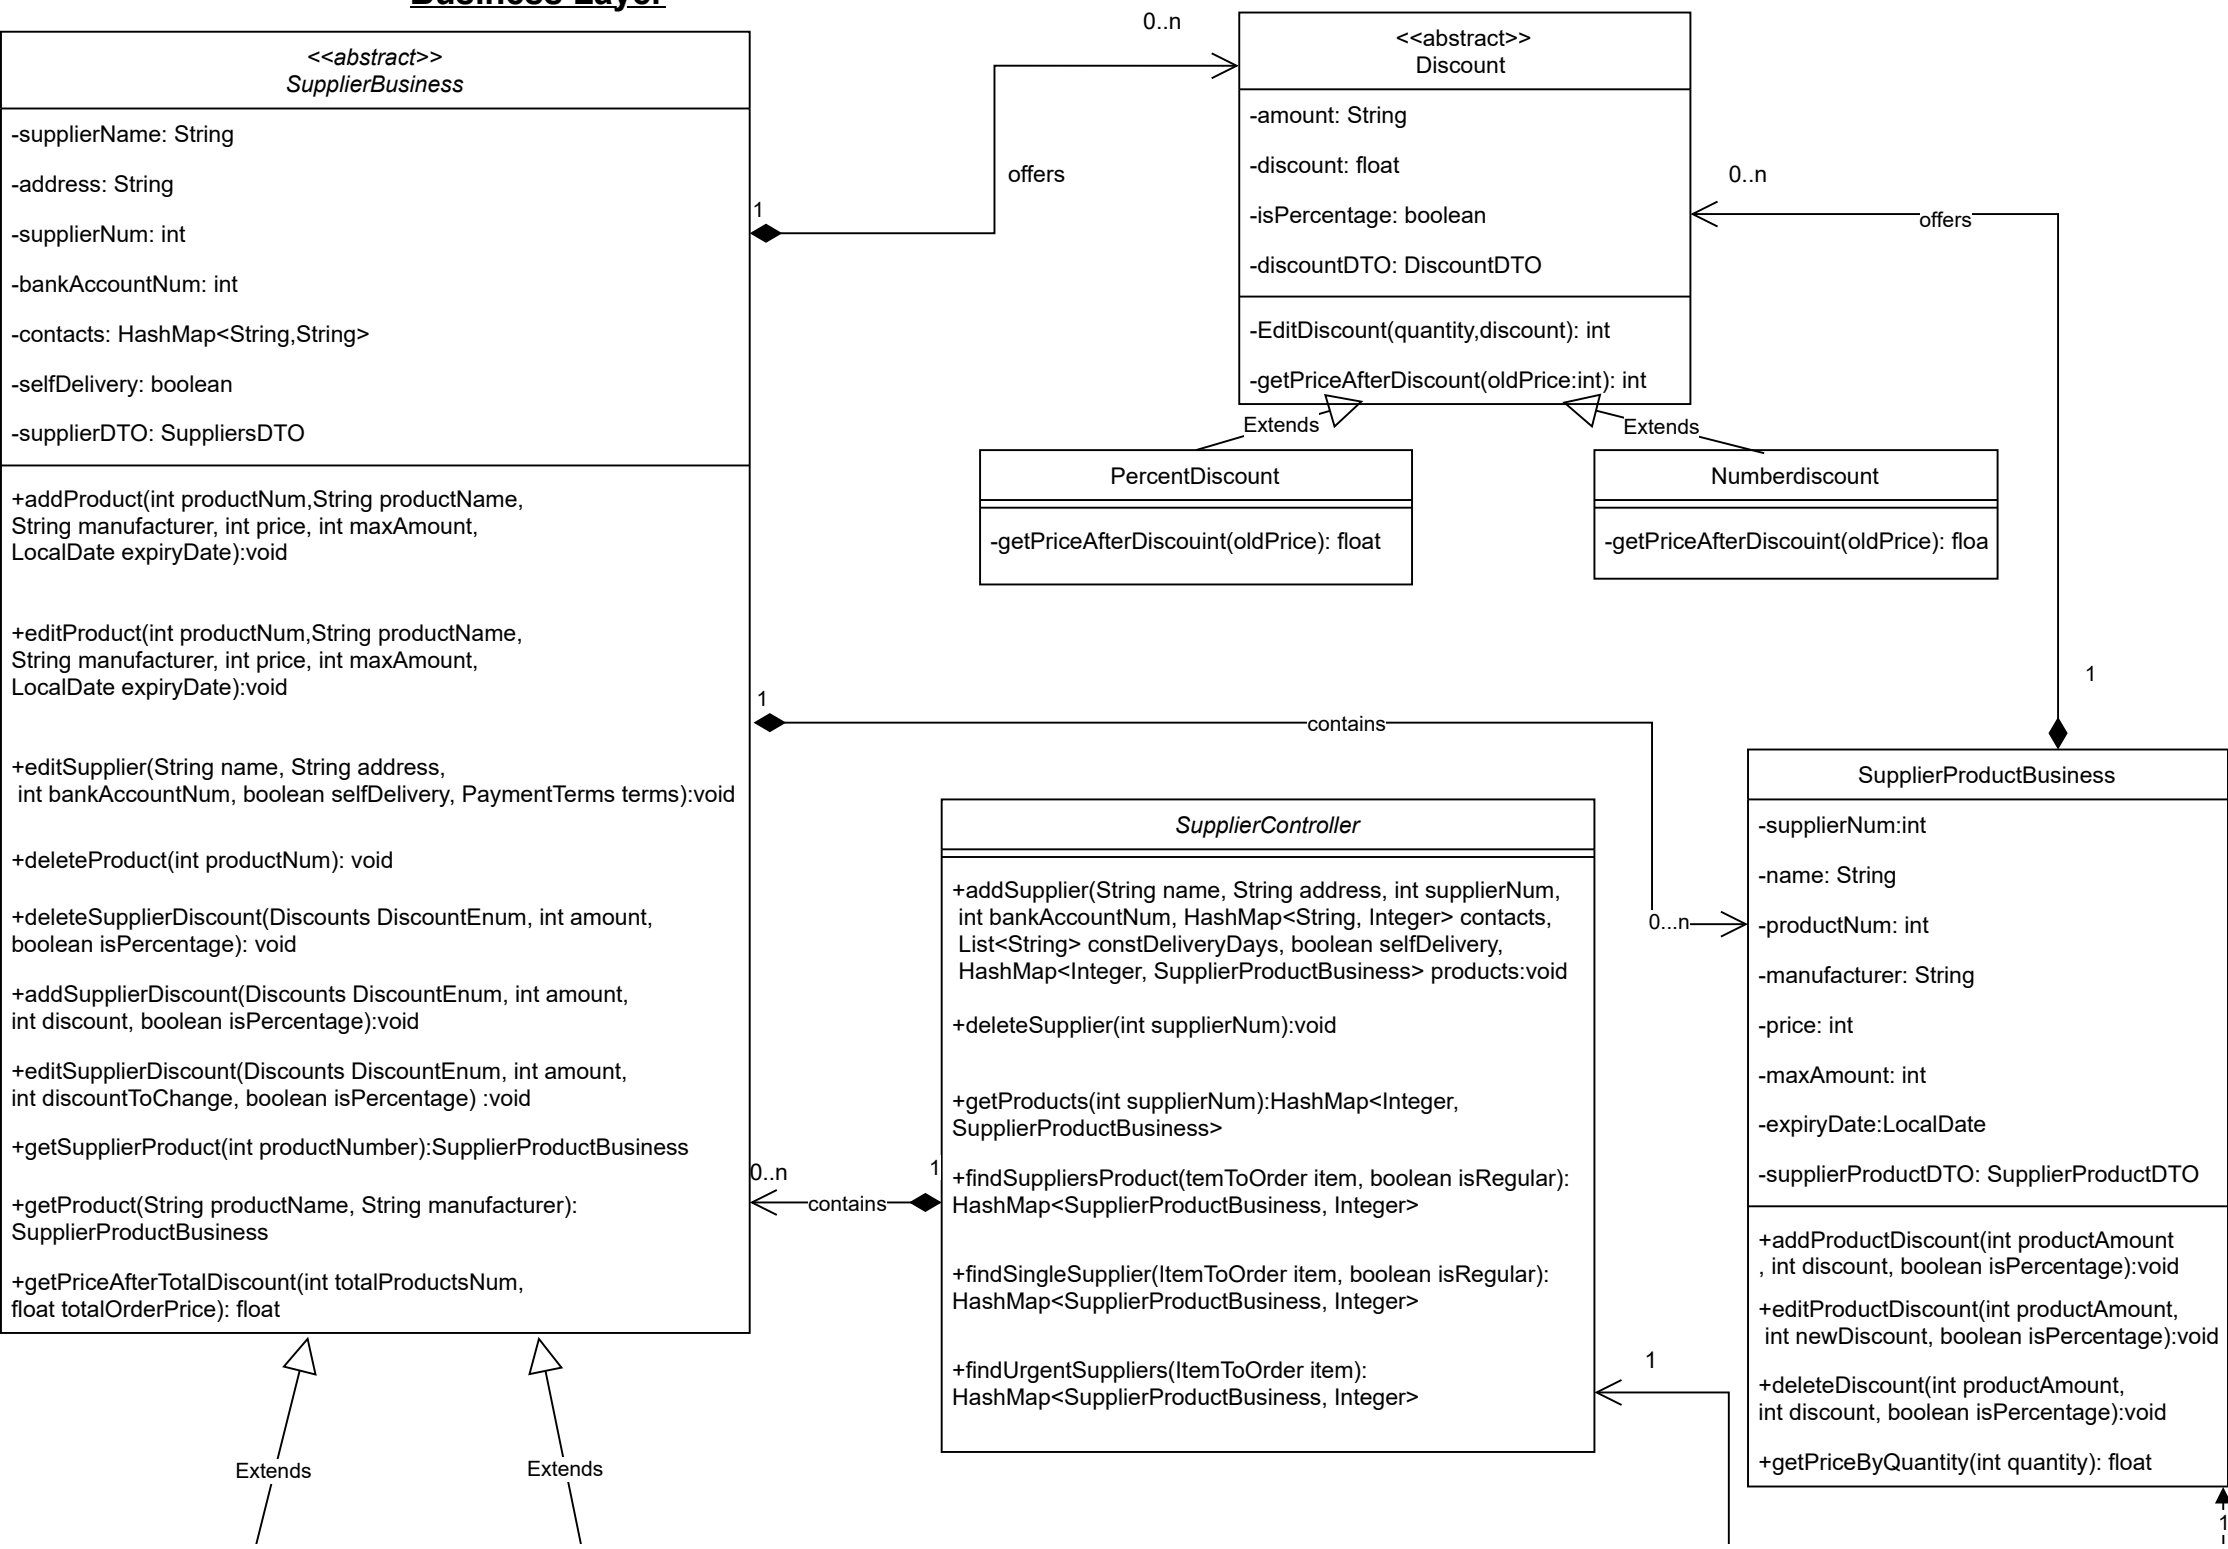 Business Layer
<<abstract>>
SupplierBusiness
-supplierName: String
-address: String
-supplierNum: int
-bankAccountNum: int
-contacts: HashMap<String,String>
-selfDelivery: boolean
-supplierDTO: SuppliersDTO
+addProduct(int productNum,String productName,
String manufacturer, int price, int maxAmount,
LocalDate expiryDate):void
+editProduct(int productNum,String productName,
String manufacturer, int price, int maxAmount,
LocalDate expiryDate):void
+editSupplier(String name, String address,
int bankAccountNum, boolean selfDelivery, PaymentTerms terms):void
+deleteProduct(int productNum): void
+deleteSupplierDiscount(Discounts DiscountEnum, int amount,
boolean isPercentage): void
+addSupplierDiscount(Discounts DiscountEnum, int amount,
int discount, boolean isPercentage):void
+editSupplierDiscount(Discounts DiscountEnum, int amount,
int discountToChange, boolean isPercentage) :void
+getSupplierProduct(int productNumber):SupplierProductBusiness
+getProduct(String productName, String manufacturer):
SupplierProductBusiness
+getPriceAfterTotalDiscount(int totalProductsNum,
float totalOrderPrice): float
Extends
Extends
1
offers
0..n
<<abstract>>
Discount
-amount: String
-discount: float
-isPercentage: boolean
-discountDTO: DiscountDTO
-EditDiscount(quantity,discount): int
-getPriceAfterDiscount(oldPrice:int): int
Extends
Extends
PercentDiscount
-getPriceAfterDiscouint(oldPrice): float
Numberdiscount
-getPriceAfterDiscouint(oldPrice): floa
0..n
offers
1
1
contains
0...n
SupplierController
+addSupplier(String name, String address, int supplierNum,
int bankAccountNum, HashMap<String, Integer> contacts,
List<String> constDeliveryDays, boolean selfDelivery,
HashMap<Integer, SupplierProductBusiness> products:void
+deleteSupplier(int supplierNum):void
+getProducts(int supplierNum):HashMap<Integer,
SupplierProductBusiness>
+findSuppliersProduct(temToOrder item, boolean isRegular):
HashMap<SupplierProductBusiness, Integer>
+findSingleSupplier(ItemToOrder item, boolean isRegular):
HashMap<SupplierProductBusiness, Integer>
+findUrgentSuppliers(ItemToOrder item):
HashMap<SupplierProductBusiness, Integer>
0..n
contains
1
1
SupplierProductBusiness
-supplierNum:int
-name: String
-productNum: int
-manufacturer: String
-price: int
-maxAmount: int
-expiryDate:LocalDate
-supplierProductDTO: SupplierProductDTO
+addProductDiscount(int productAmount
, int discount, boolean isPercentage):void
+editProductDiscount(int productAmount,
int newDiscount, boolean isPercentage):void
+deleteDiscount(int productAmount,
int discount, boolean isPercentage):void
+getPriceByQuantity(int quantity): float
1